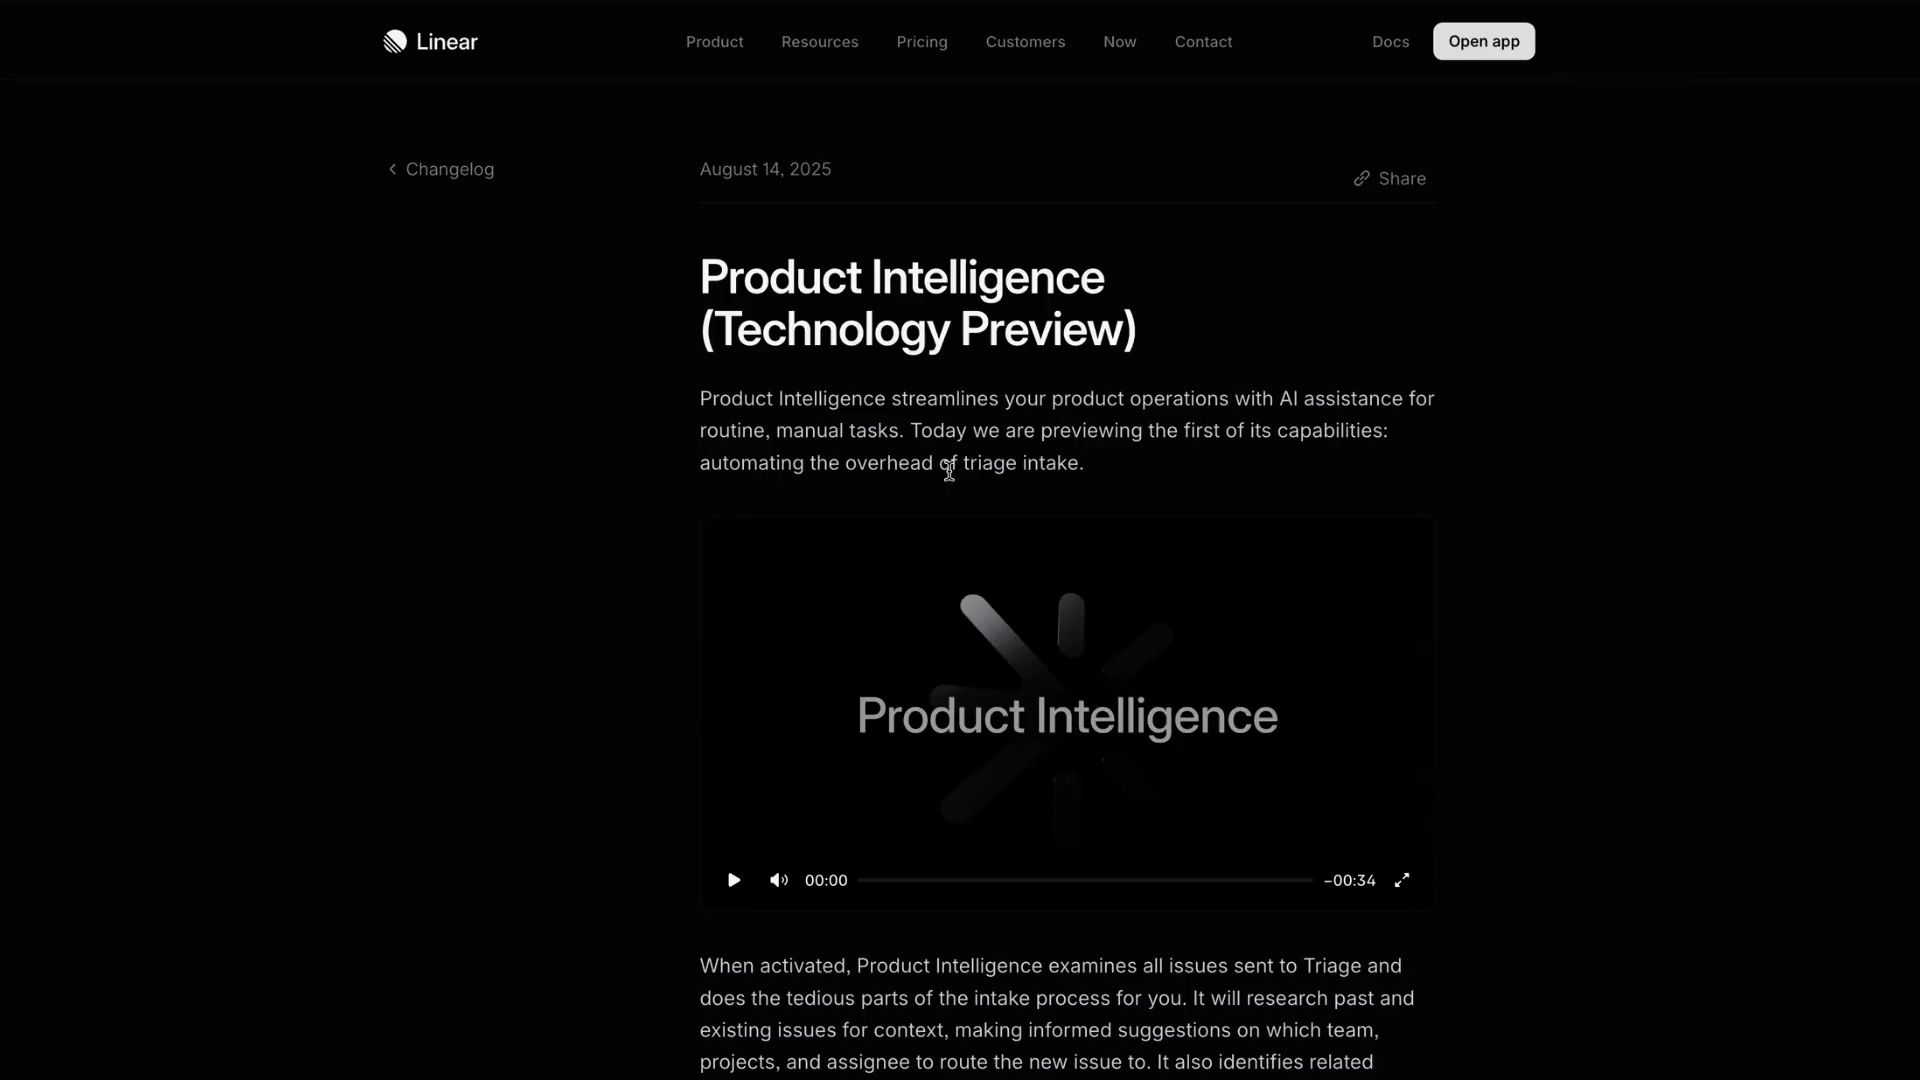 Linear
Product
Resources
Pricing
Customers
Now
Contact
Docs
Open app
Changelog
August 14, 2025
Share
Product Intelligence
(Technology Preview)
Product Intelligence streamlines your product operations with AI assistance for
routine, manual tasks. Today we are previewing the first of its capabilities:
automating the overhead of triage intake.
Product Intelligence
00:00
–00:34
When activated, Product Intelligence examines all issues sent to Triage and
does the tedious parts of the intake process for you. It will research past and
existing issues for context, making informed suggestions on which team,
projects, and assignee to route the new issue to. It also identifies related